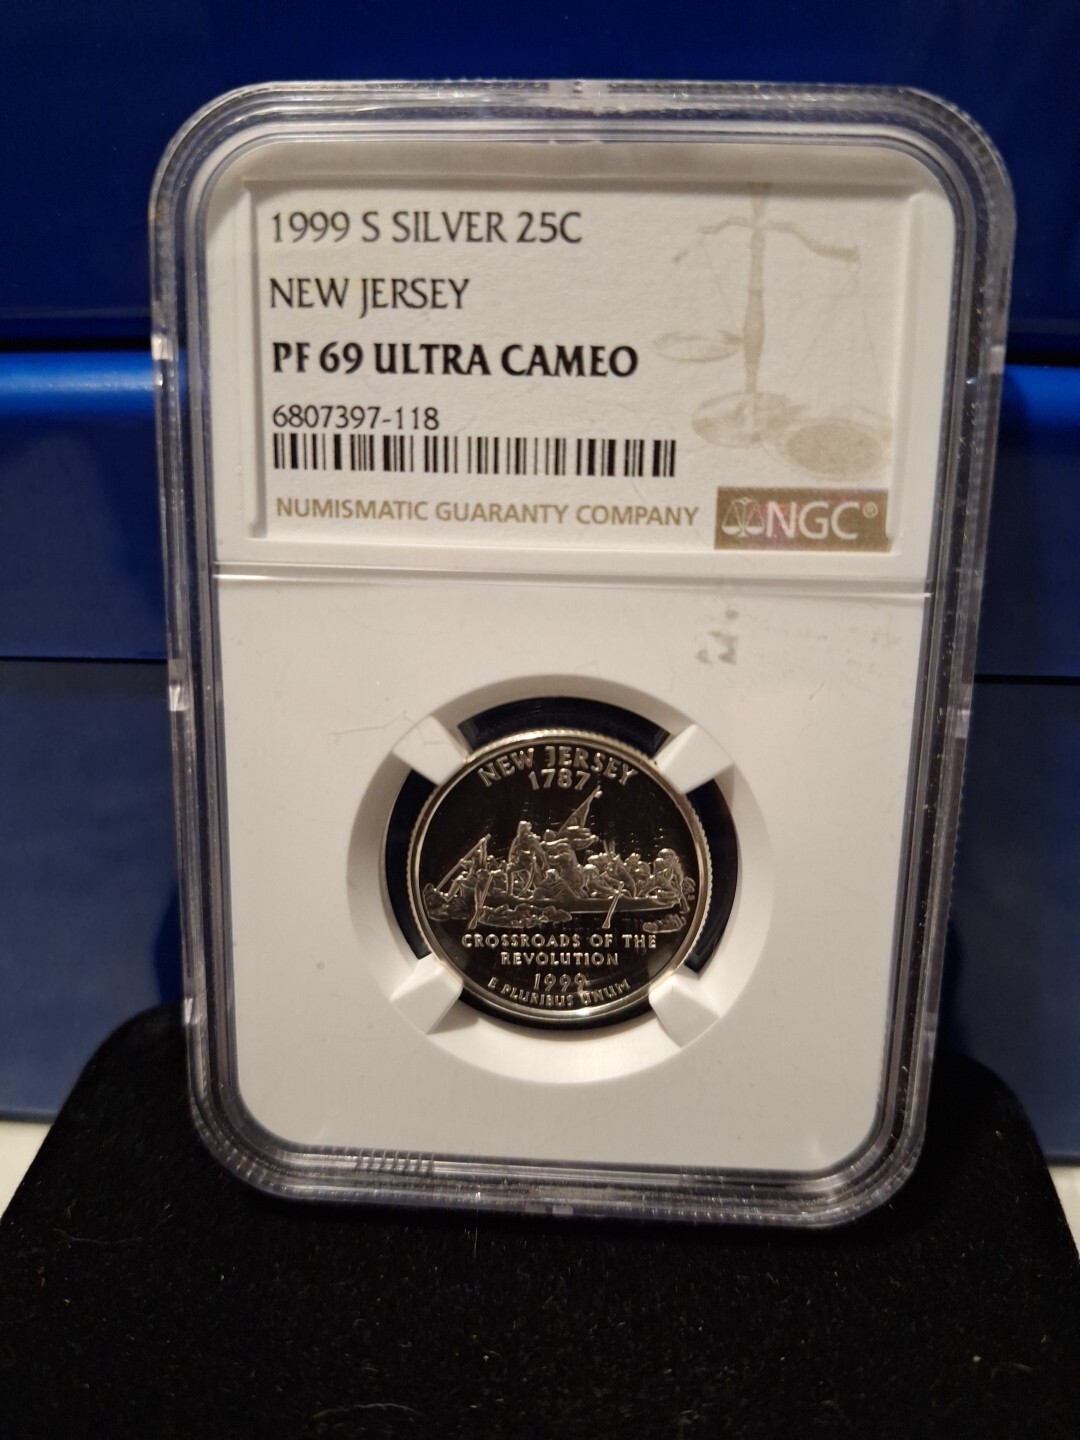 1999 S SILVER 25C
NEW JERSEY
PF 69 ULTRA CAMEO
6807397-118
NUMISMATIC GUARANTY COMPANY
NGC®
NEW JERSEY
1787
CROSSROADS OF THE
REVOLUTION
1999
E PLURIBUS UNUM